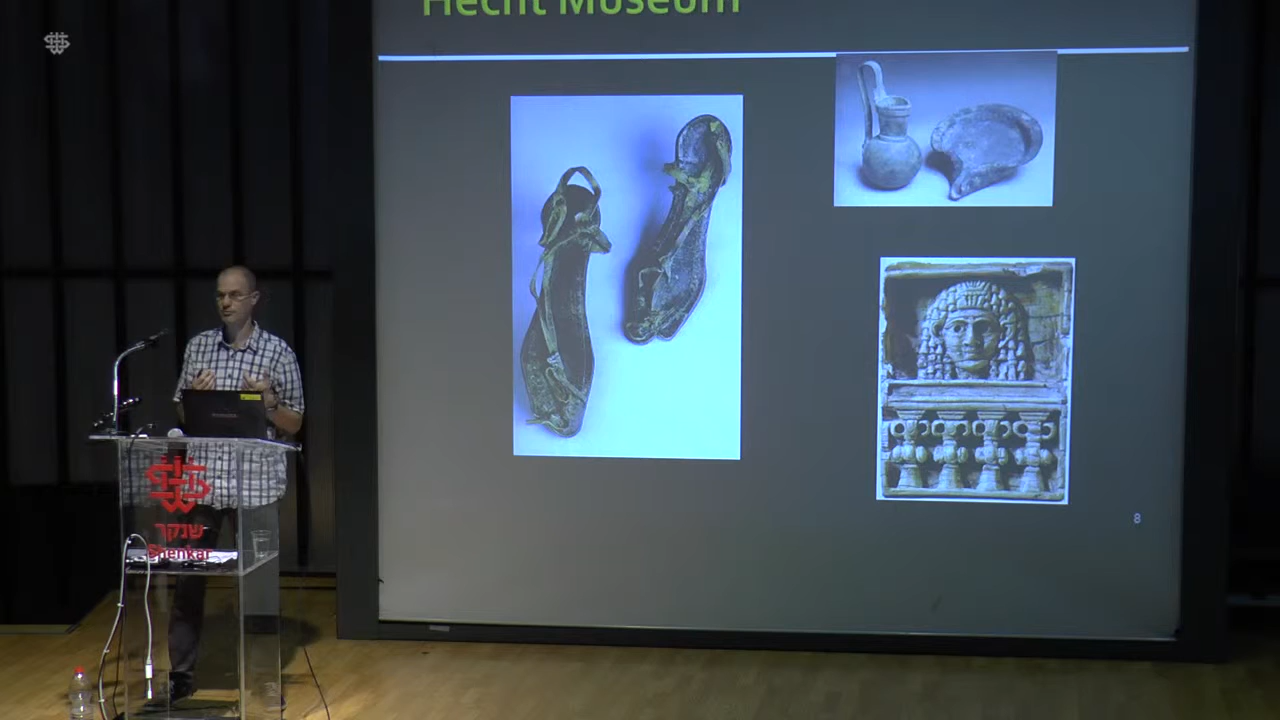 Hecht Museum
שנקר
Shenkar
8